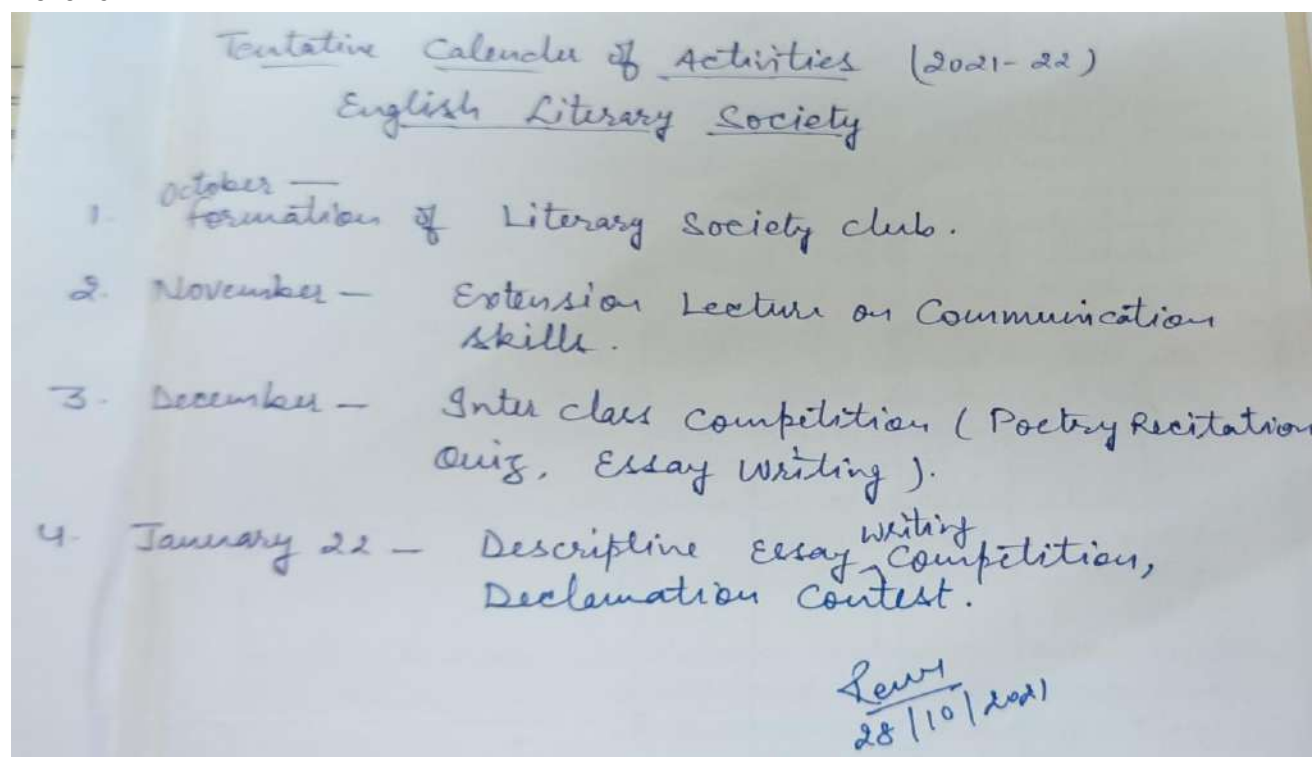 Tentative Calender of Activities (2021-22)
English Literary Society
October —
1. formation of Literary Society club.
2. November — Extension Lecture on Communication
skills.
3. December — Inter class competition (Poetry Recitation
Quiz, Essay Writing).
writing
4. January 22 — Descriptive Essay competition,
Declamation Contest.
28/10/2021